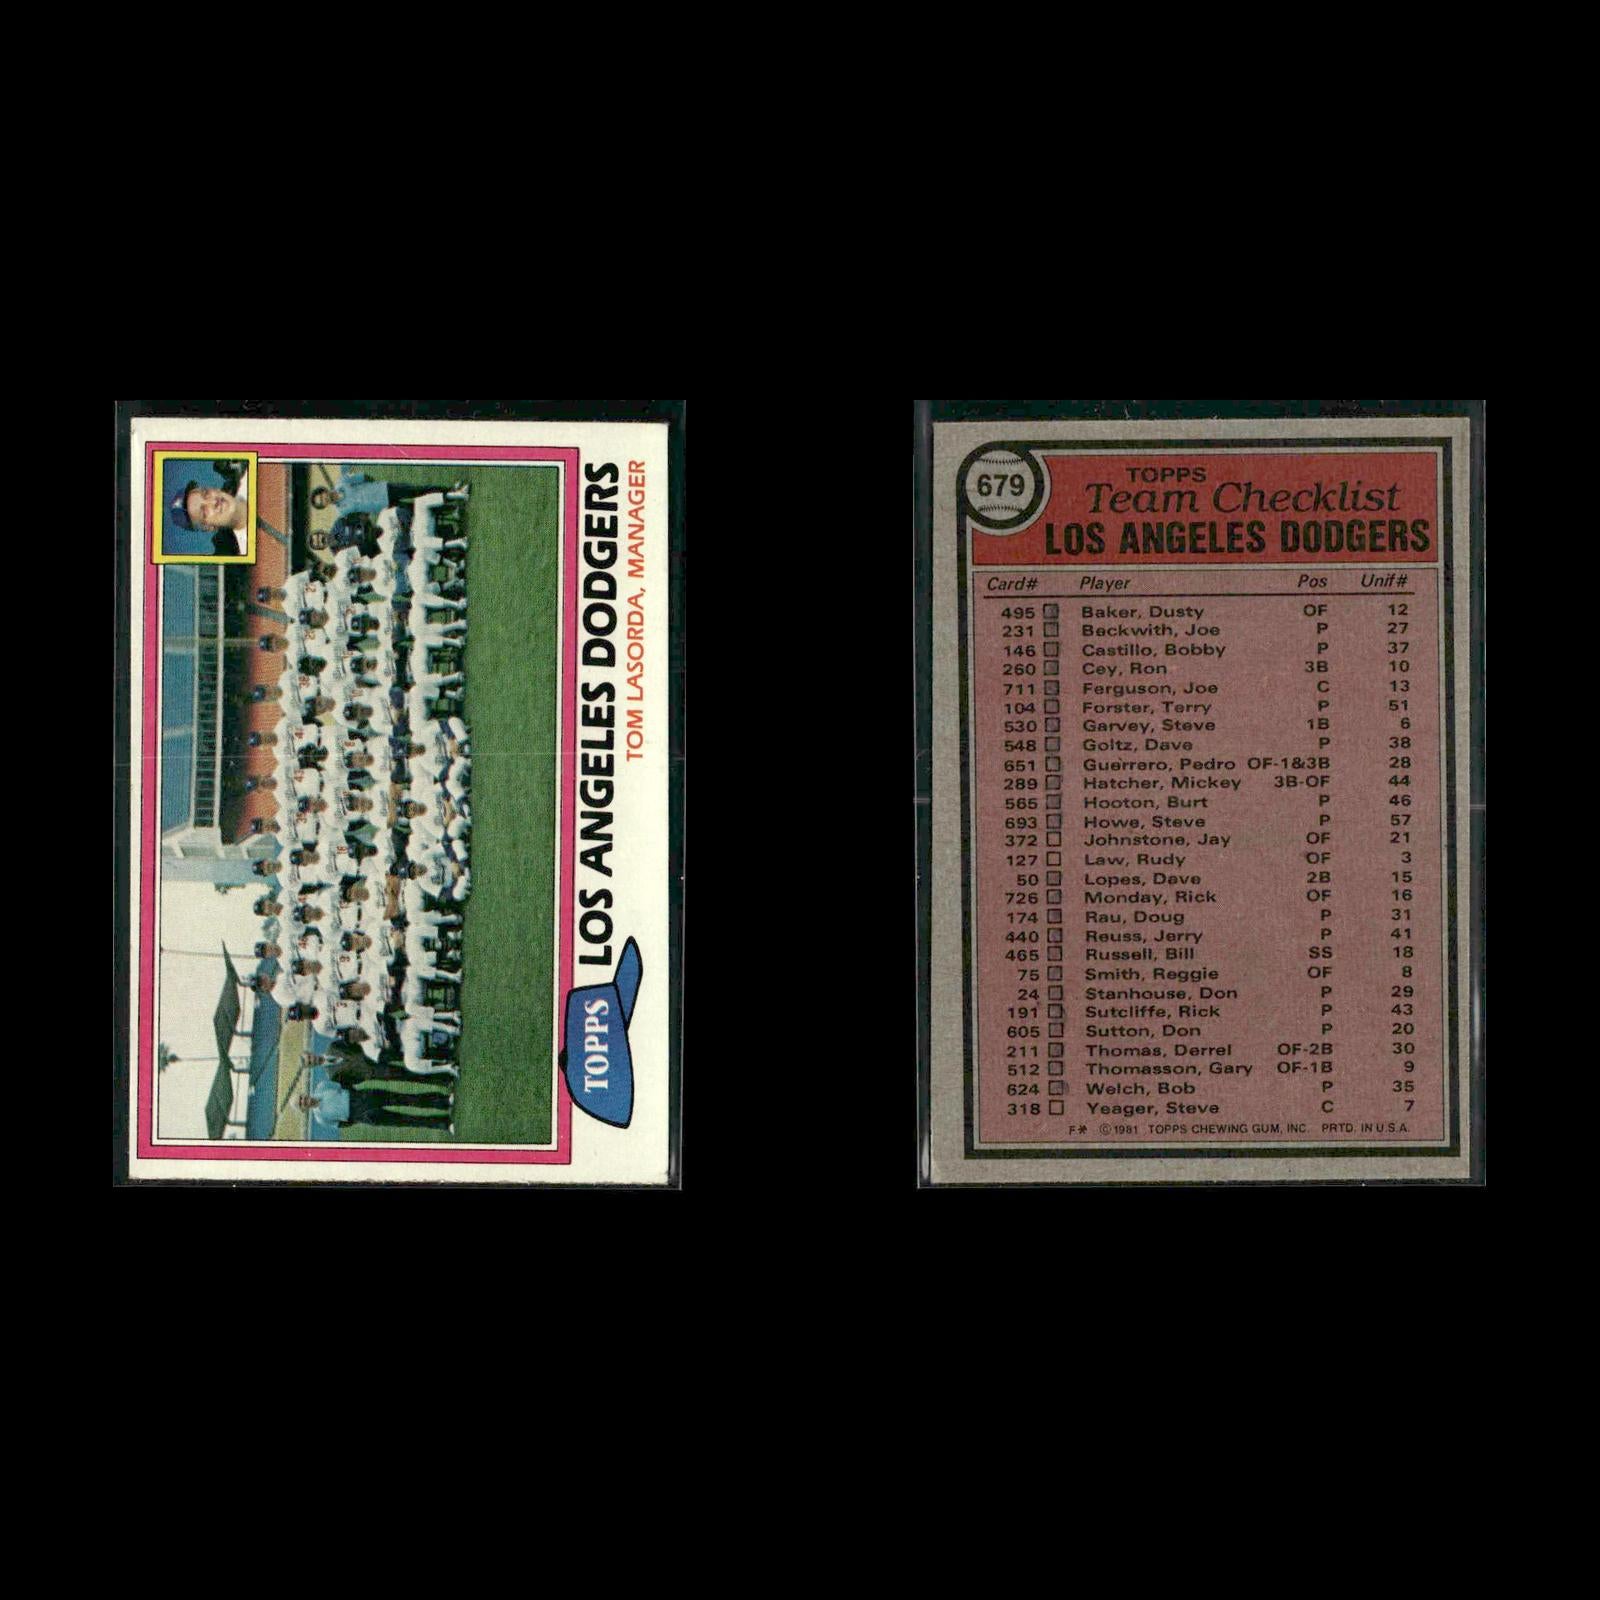 LOS ANGELES DODGERS
TOM LASORDA, MANAGER
TOPPS
679
TOPPS
Team Checklist
LOS ANGELES DODGERS
Card# Player Pos Unif#
495 Baker, Dusty OF 12
231 Beckwith, Joe P 27
146 Castillo, Bobby P 37
260 Cey, Ron 3B 10
711 Ferguson, Joe C 13
104 Forster, Terry P 51
530 Garvey, Steve 1B 6
548 Goltz, Dave P 38
651 Guerrero, Pedro OF-1&3B 28
289 Hatcher, Mickey 3B-OF 44
565 Hooton, Burt P 46
693 Howe, Steve P 57
372 Johnstone, Jay OF 21
127 Law, Rudy OF 3
50 Lopes, Dave 2B 15
726 Monday, Rick OF 16
174 Rau, Doug P 31
440 Reuss, Jerry P 41
465 Russell, Bill SS 18
75 Smith, Reggie OF 8
24 Stanhouse, Don P 29
191 Sutcliffe, Rick P 43
605 Sutton, Don P 20
211 Thomas, Derrel OF-2B 30
512 Thomasson, Gary OF-1B 9
624 Welch, Bob P 35
318 Yeager, Steve C 7
F* © 1981 TOPPS CHEWING GUM, INC. PRTD. IN U.S.A.